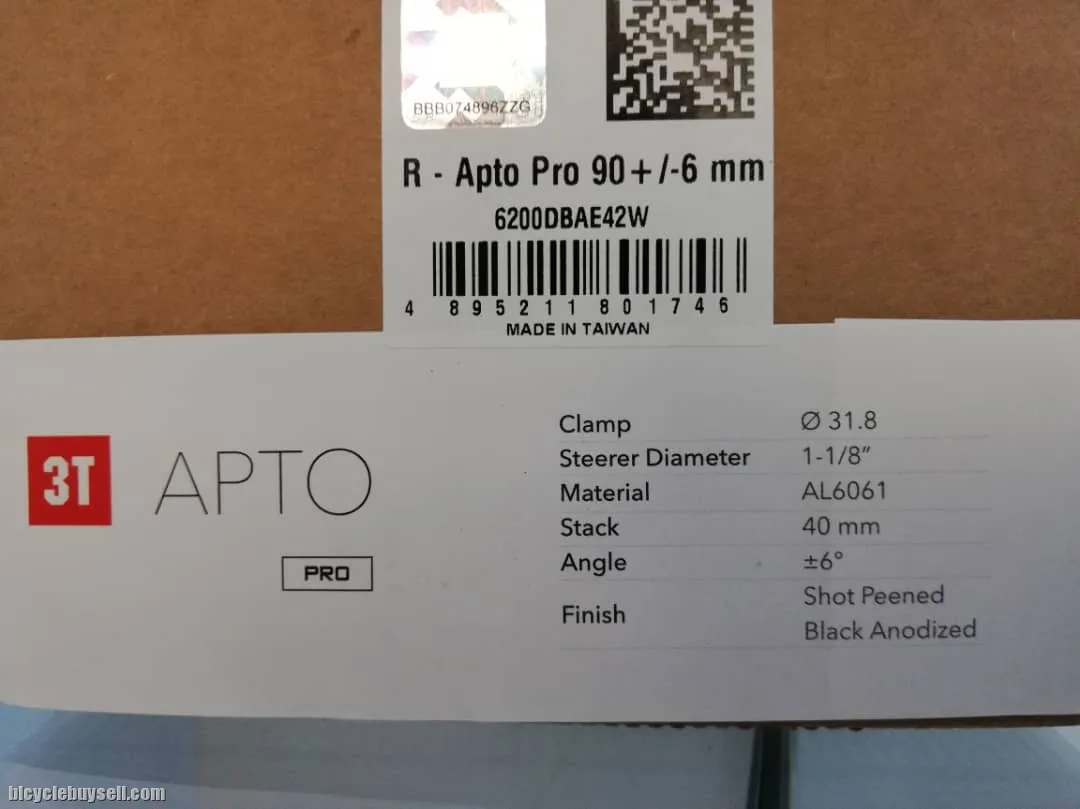 BBB074896ZZG
R - Apto Pro 90+/-6 mm
6200DBAE42W
4 895211 801746
MADE IN TAIWAN
3T APTO
PRO
Clamp Ø 31.8
Steerer Diameter 1-1/8”
Material AL6061
Stack 40 mm
Angle ±6°
Finish Shot Peened
Black Anodized
bicyclebuysell.com